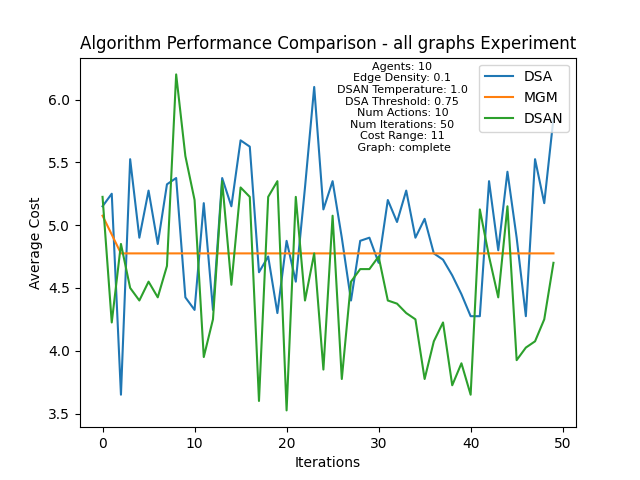 Algorithm Performance Comparison - all graphs Experiment
Agents: 10
Edge Density: 0.1
DSAN Temperature: 1.0
DSA Threshold: 0.75
Num Actions: 10
Num Iterations: 50
Cost Range: 11
Graph: complete
DSA
MGM
DSAN
Average Cost
6.0
5.5
5.0
4.5
4.0
3.5
0 10 20 30 40 50
Iterations